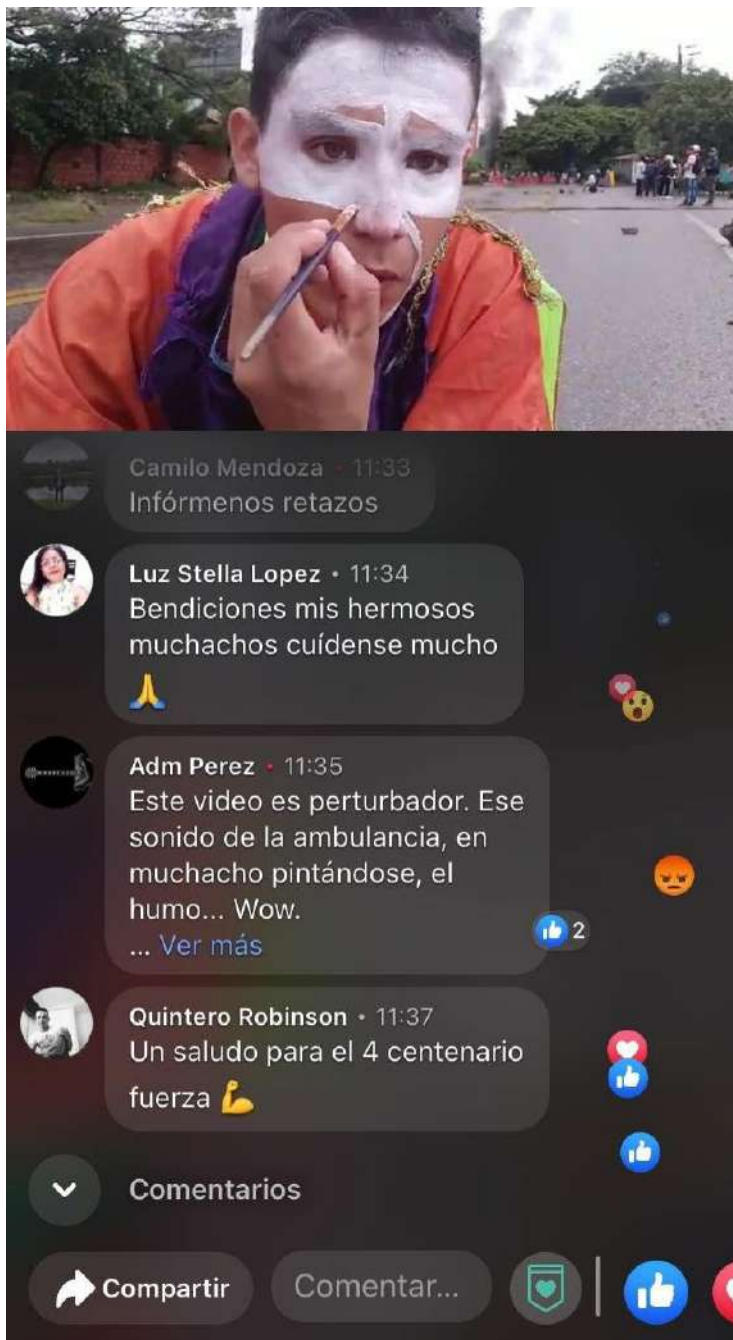 Camilo Mendoza • 11:33
Infórmenos retazos
Luz Stella Lopez • 11:34
Bendiciones mis hermosos
muchachos cuídense mucho
🙏
Adm Perez • 11:35
Este video es perturbador. Ese
sonido de la ambulancia, en
muchacho pintándose, el
humo... Wow.
... Ver más
2
Quintero Robinson • 11:37
Un saludo para el 4 centenario
fuerza 💪
Comentarios
Compartir
Comentar...